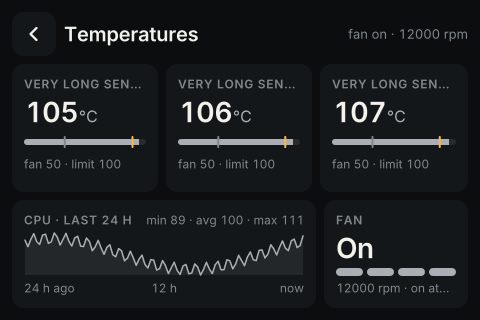 Temperatures
fan on · 12000 rpm
VERY LONG SEN...
105°C
fan 50 · limit 100
VERY LONG SEN...
106°C
fan 50 · limit 100
VERY LONG SEN...
107°C
fan 50 · limit 100
CPU · LAST 24 H
min 89 · avg 100 · max 111
24 h ago
12 h
now
FAN
On
12000 rpm · on at...